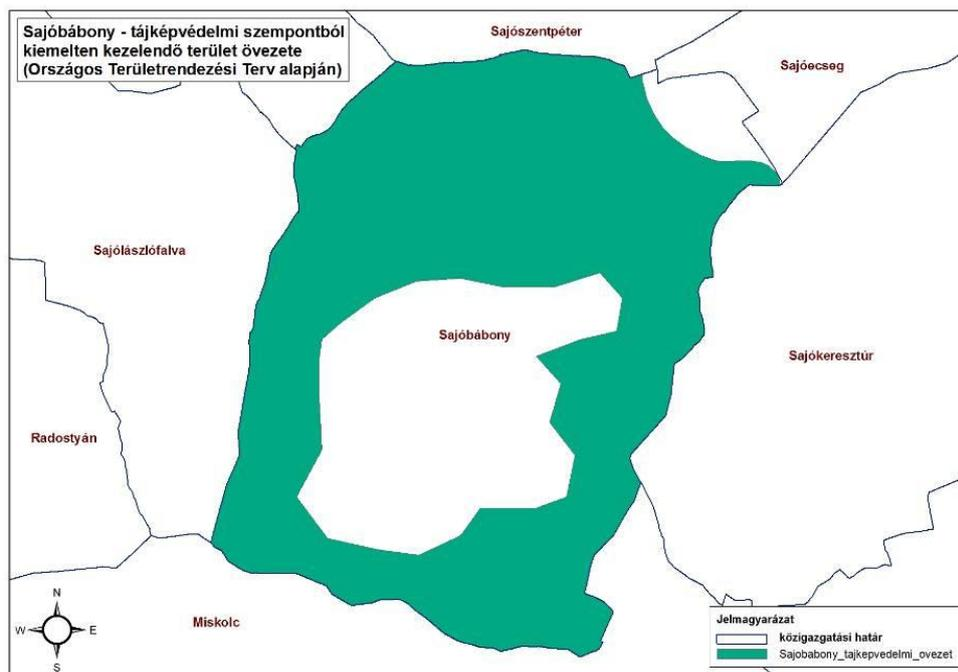 Sajóbábony - tájképvédelmi szempontból
kiemelten kezelendő terület övezete
(Országos Területrendezési Terv alapján)
Sajószentpéter
Sajóecseg
Sajólászlófalva
Sajóbábony
Sajókeresztúr
Radostyán
Miskolc
N
W
E
S
Jelmagyarázat
közigazgatási határ
Sajobabony_tajkepvedelmi_ovezet